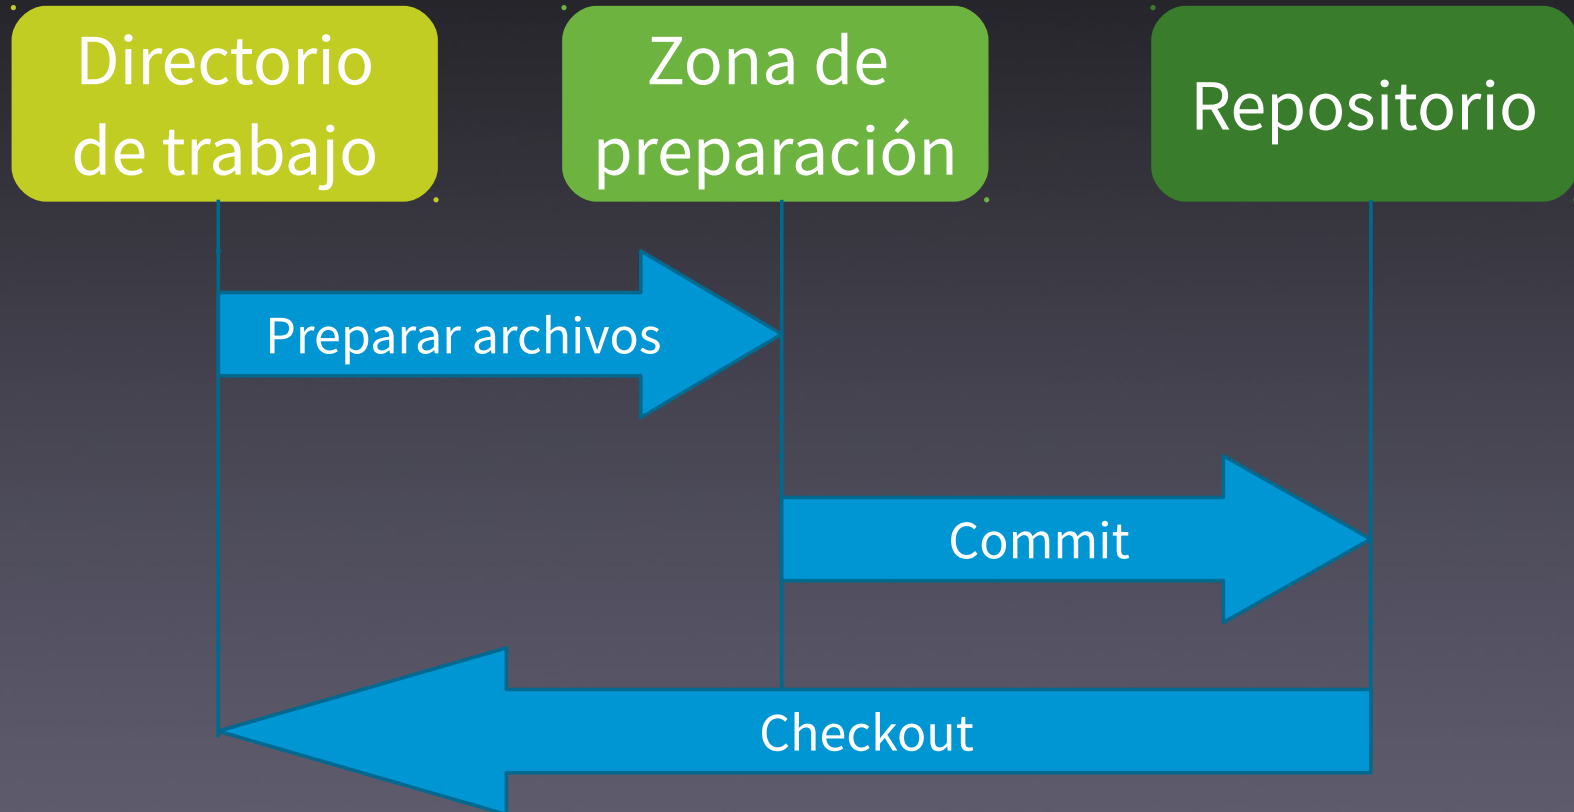 Directorio
de trabajo
Zona de
preparación
Repositorio
Preparar archivos
Commit
Checkout